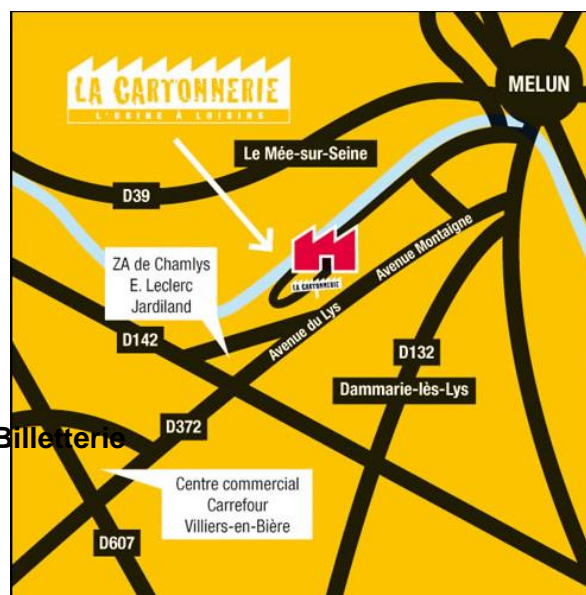 MELUN
LA CARTONNERIE
L'USINE À LOISIRS
Le Mée-sur-Seine
D39
ZA de Chamlys
E. Leclerc
Jardiland
LA CARTONNERIE
Avenue Montaigne
Avenue du Lys
D142
D132
Dammarie-lès-Lys
D372
Billetterie
Centre commercial
Carrefour
Villiers-en-Bière
D607